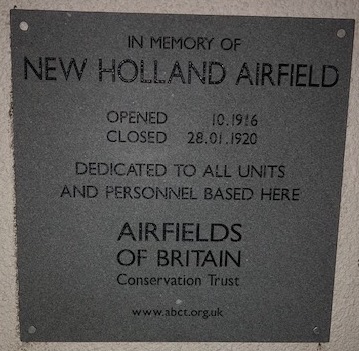 IN MEMORY OF
NEW HOLLAND AIRFIELD
OPENED 10.1916
CLOSED 28.01.1920
DEDICATED TO ALL UNITS
AND PERSONNEL BASED HERE
AIRFIELDS
OF BRITAIN
Conservation Trust
www.abct.org.uk